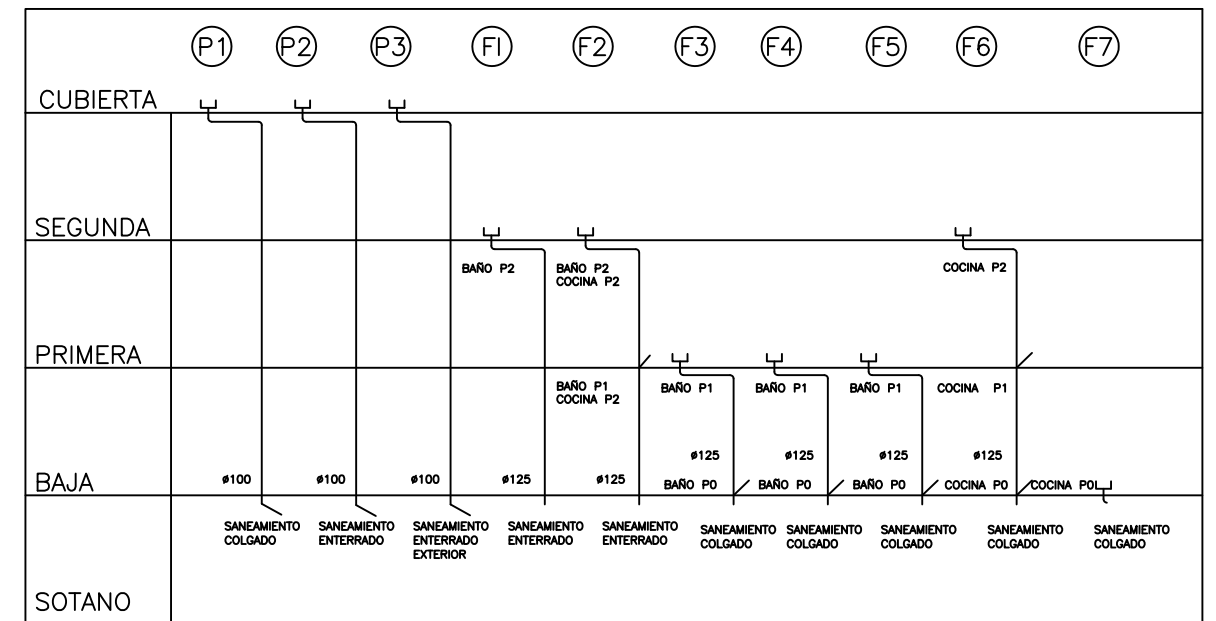 P1 P2 P3 F1 F2 F3 F4 F5 F6 F7
CUBIERTA
SEGUNDA
BAÑO P2
BAÑO P2
COCINA P2
COCINA P2
PRIMERA
BAÑO P1
COCINA P2
BAÑO P1
BAÑO P1
BAÑO P1
COCINA P1
ø125
ø125
ø125
ø125
BAJA
ø100
ø100
ø100
ø125
ø125
BAÑO P0
BAÑO P0
BAÑO P0
COCINA P0
COCINA P0
SANEAMIENTO
COLGADO
SANEAMIENTO
ENTERRADO
SANEAMIENTO
ENTERRADO
EXTERIOR
SANEAMIENTO
ENTERRADO
SANEAMIENTO
ENTERRADO
SANEAMIENTO
COLGADO
SANEAMIENTO
COLGADO
SANEAMIENTO
COLGADO
SANEAMIENTO
COLGADO
SANEAMIENTO
COLGADO
SOTANO